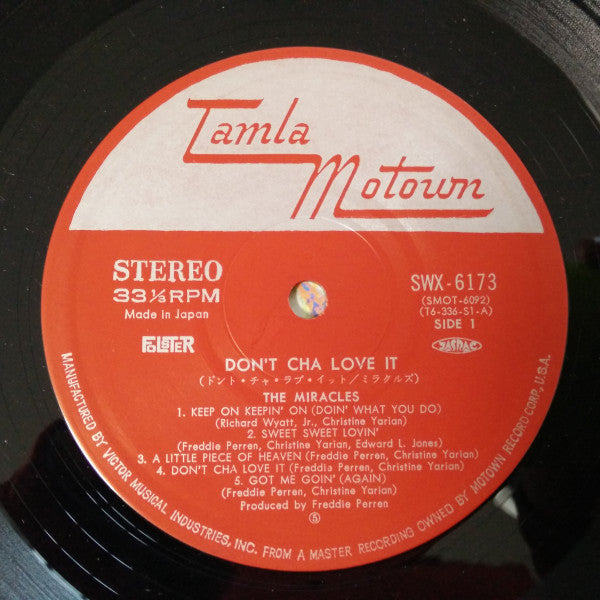 Tamla
Motown
STEREO
33⅓RPM
Made in Japan
FOLSTER
SWX-6173
(SMOT-6092)
(T6-336-S1-A)
SIDE 1
JASRAC
DON'T CHA LOVE IT
(ドント・チャ・ラブ・イット／ミラクルズ)
THE MIRACLES
1. KEEP ON KEEPIN' ON (DOIN' WHAT YOU DO)
(Richard Wyatt, Jr., Christine Yarian)
2. SWEET SWEET LOVIN'
(Freddie Perren, Christine Yarian, Edward L. Jones)
3. A LITTLE PIECE OF HEAVEN (Freddie Perren, Christine Yarian)
4. DON'T CHA LOVE IT (Freddie Perren, Christine Yarian)
5. GOT ME GOIN' (AGAIN)
(Freddie Perren, Christine Yarian)
Produced by Freddie Perren
⑤
MANUFACTURED BY VICTOR MUSICAL INDUSTRIES, INC. FROM A MASTER RECORDING OWNED BY MOTOWN RECORD CORP., U.S.A.